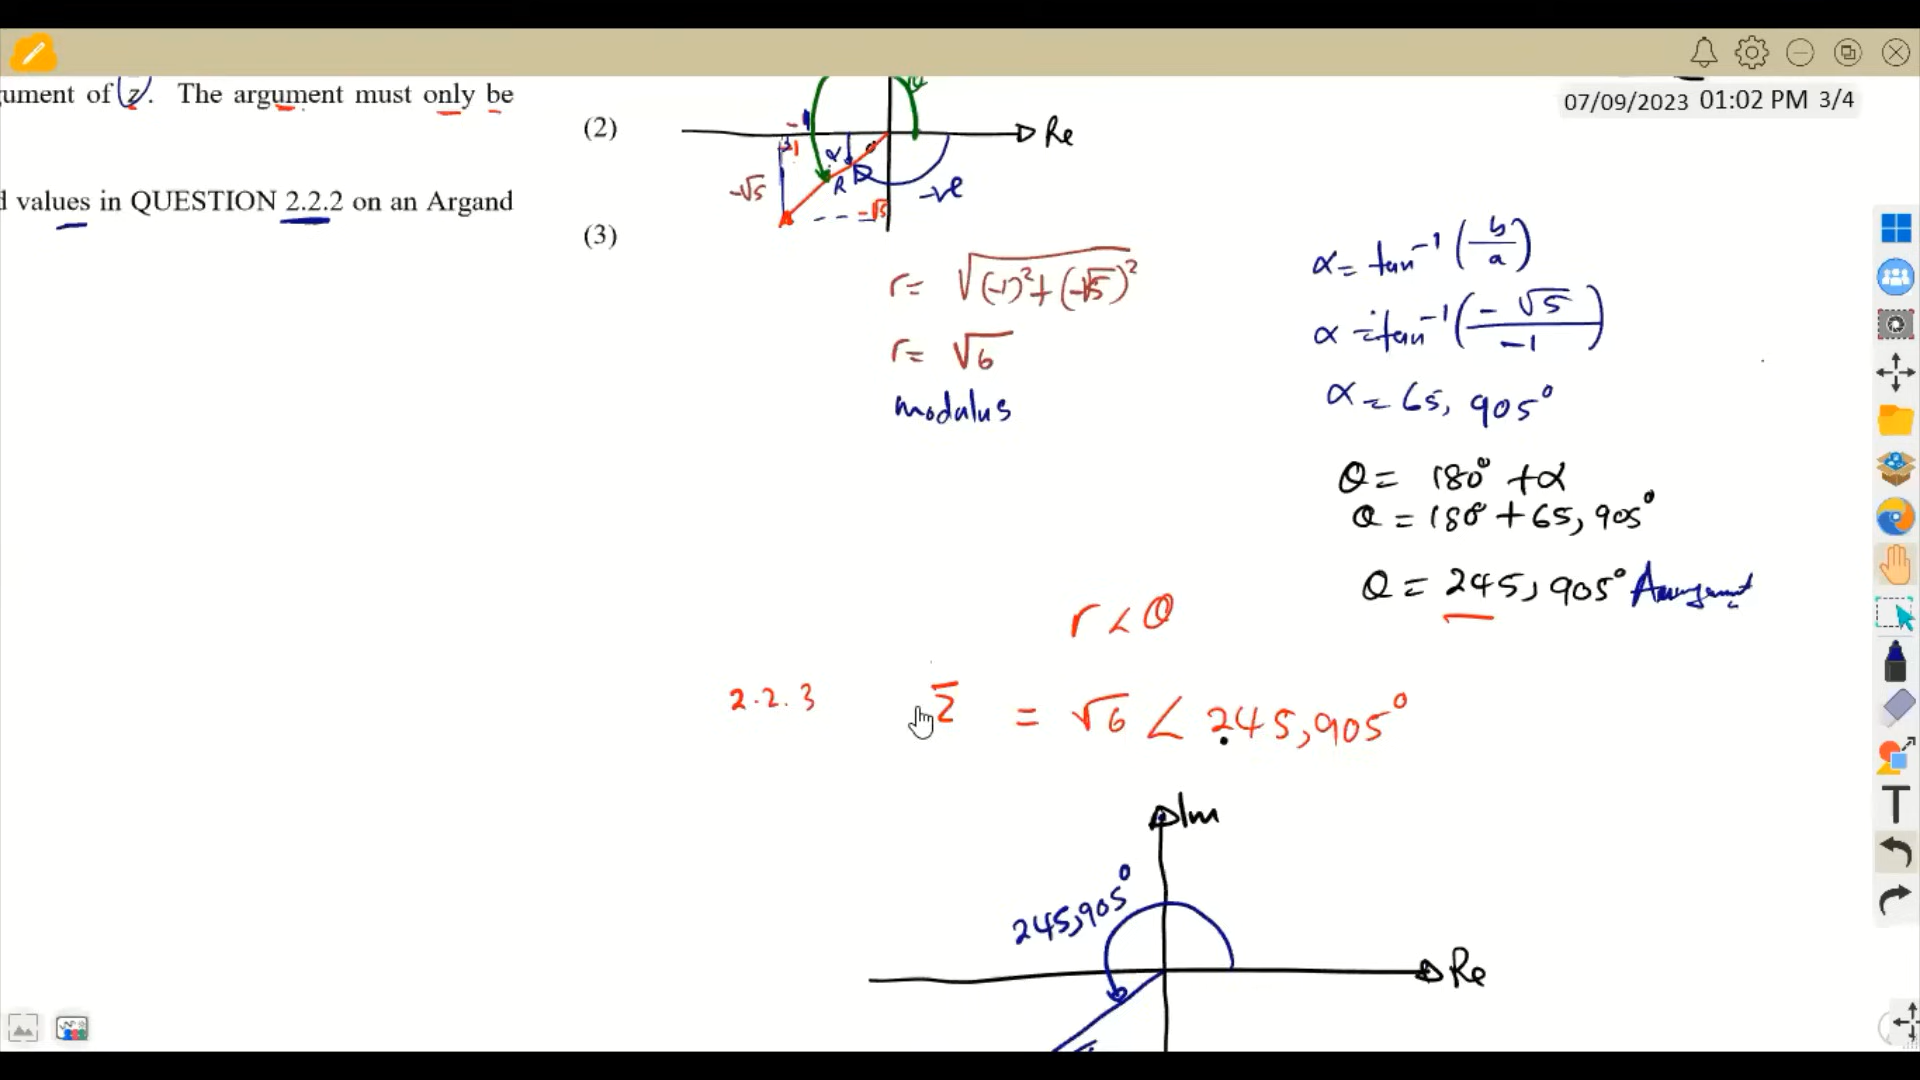 ument of z. The argument must only be
(2)
d values in QUESTION 2.2.2 on an Argand
(3)
07/09/2023 01:02 PM 3/4
Re
-1
-1
α
R
-√5
-√5
-ve
r = √(-1)² + (-√5)²
r = √6
modulus
α = tan⁻¹ (b/a)
α = tan⁻¹ (-√5/-1)
α = 65,905°
θ = 180° + α
θ = 180° + 65,905°
θ = 245,905°
r < θ
2.2.3 z̄ = √6 < 245,905°
Im
245,905°
Re
T